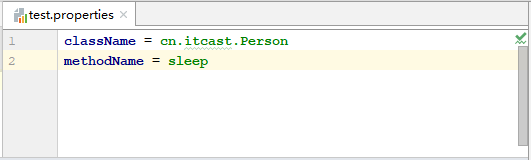 test.properties
1 className = cn.itcast.Person
2 methodName = sleep